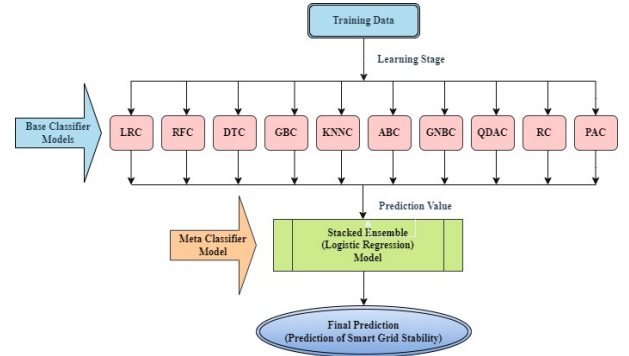 Training Data
Learning Stage
Base Classifier
Models
LRC
RFC
DTC
GBC
KNNC
ABC
GNBC
QDAC
RC
PAC
Prediction Value
Meta Classifier
Model
Stacked Ensemble
(Logistic Regression)
Model
Final Prediction
(Prediction of Smart Grid Stability)